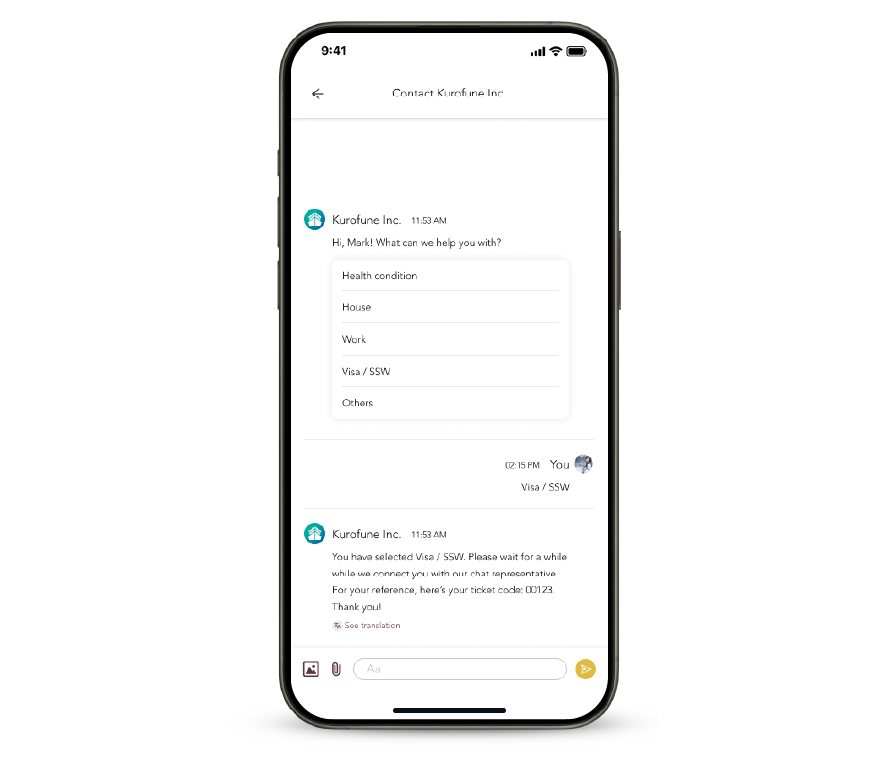 9:41
Contact Kurofune Inc
Kurofune Inc. 11:53 AM
Hi, Mark! What can we help you with?
Health condition
House
Work
Visa / SSW
Others
02:15 PM You
Visa / SSW
Kurofune Inc. 11:53 AM
You have selected Visa / SSW. Please wait for a while
while we connect you with our chat representative
For your reference, here's your ticket code: 00123.
Thank you!
See translation
Aa